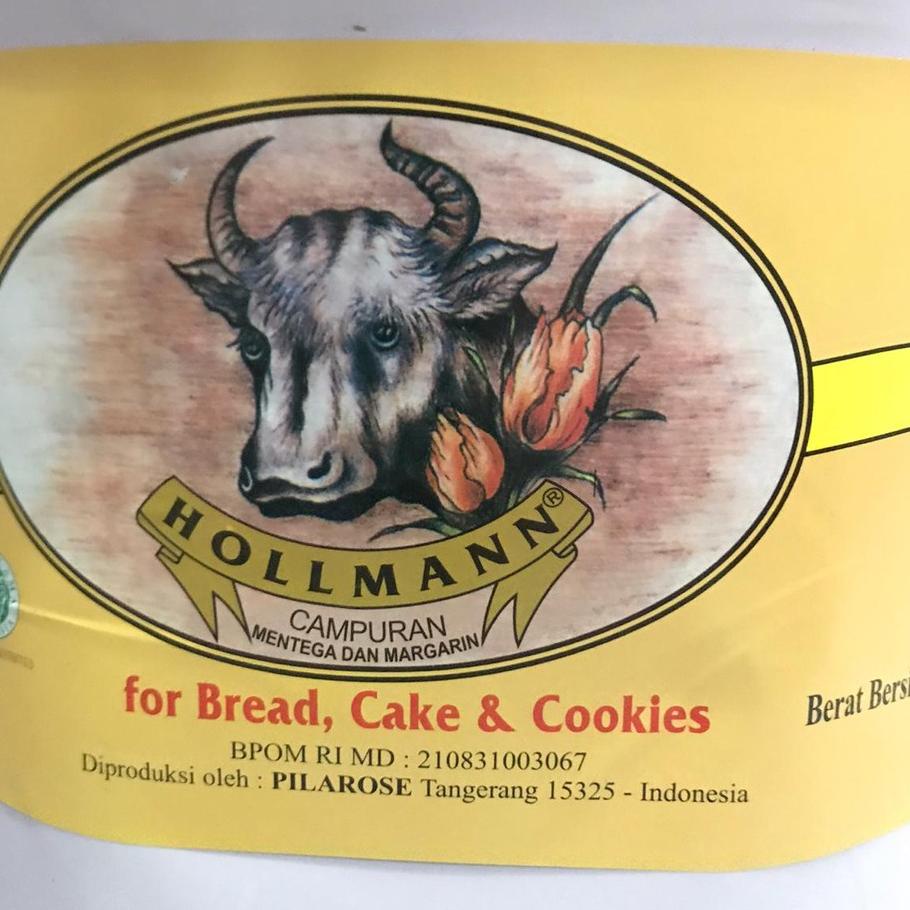 HOLLMANN®
CAMPURAN
MENTEGA DAN MARGARIN
for Bread, Cake & Cookies
Berat
BPOM RI MD : 210831003067
Diproduksi oleh : PILAROSE Tangerang 15325 - Indonesia